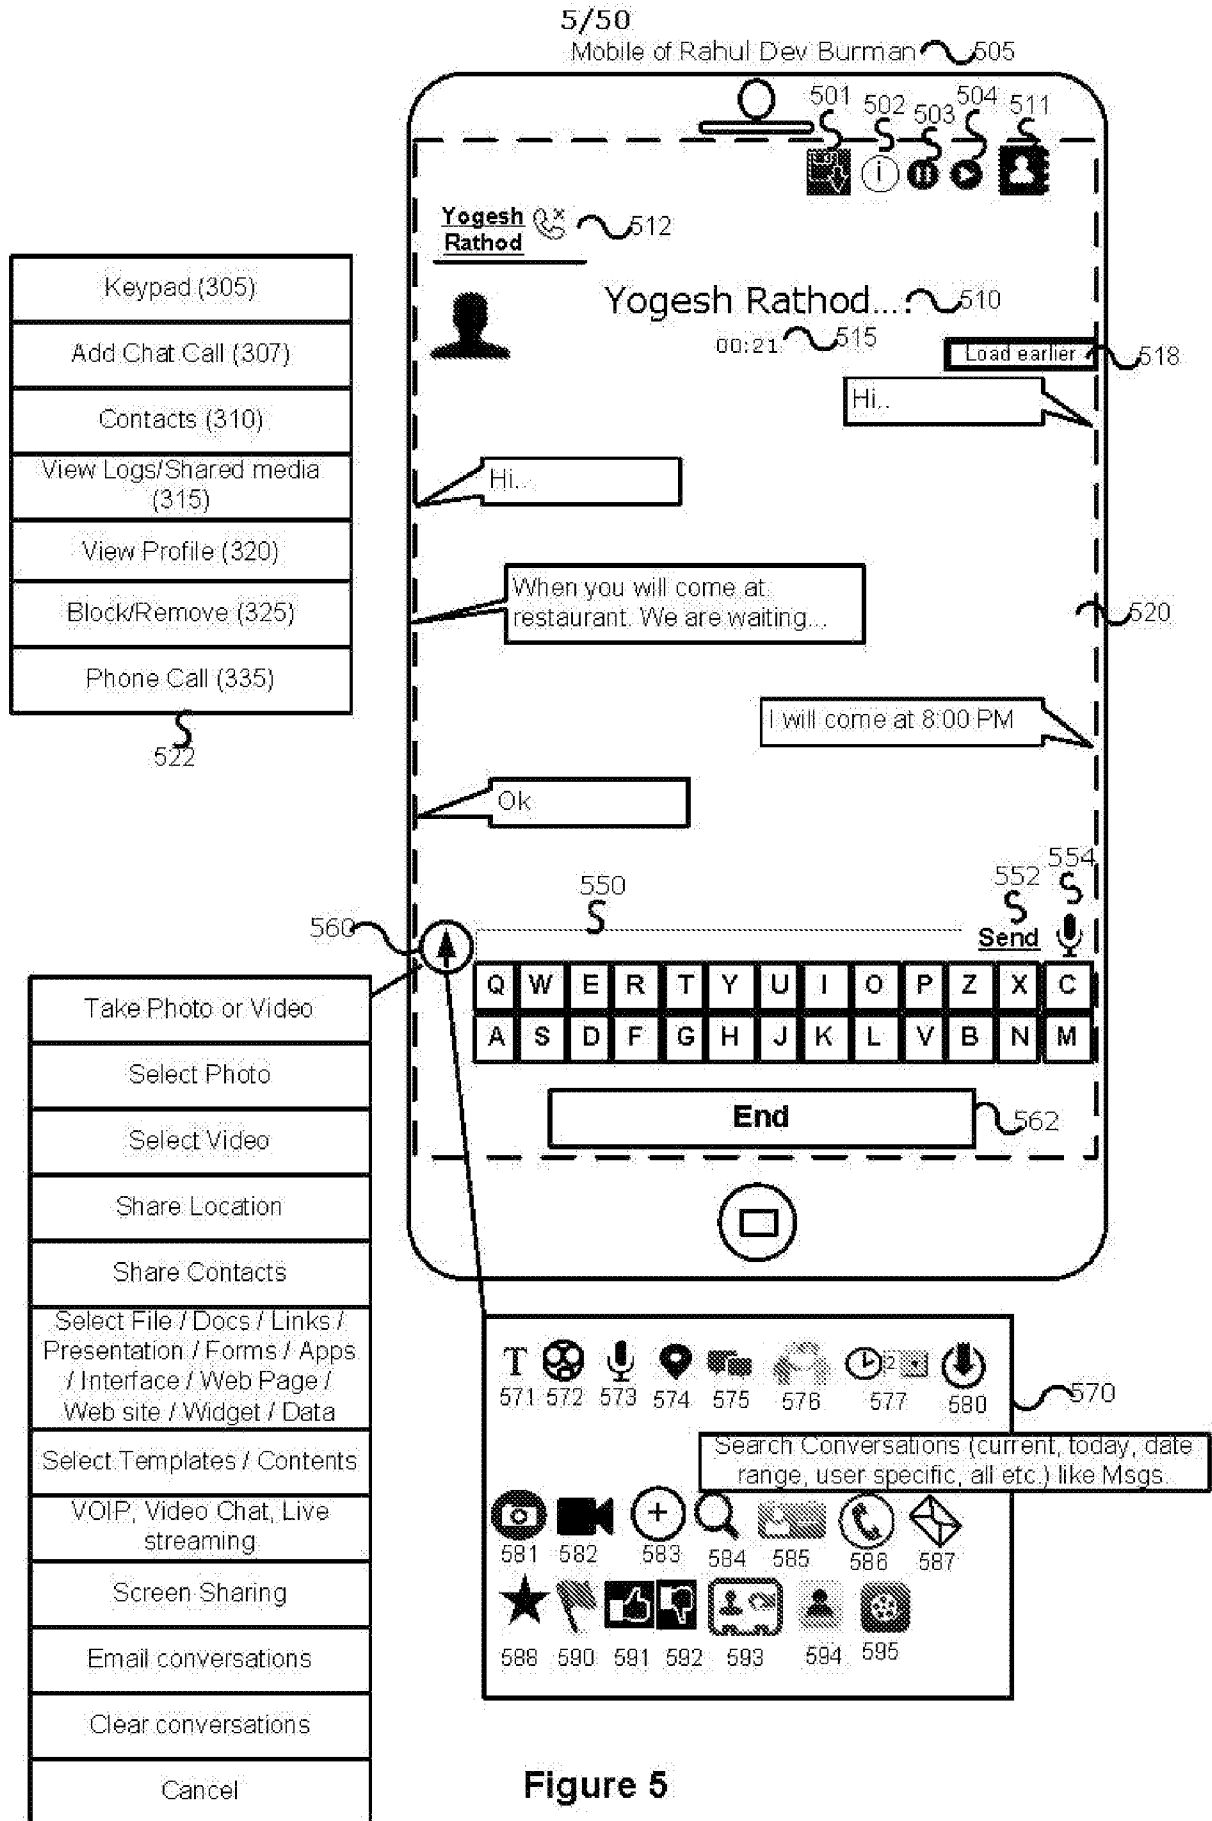 5/50
Mobile of Rahul Dev Burman 505
501 502 503 504 511
Yogesh
Rathod
512
Yogesh Rathod... 510
00:21 515
Load earlier 518
Hi..
Hi..
When you will come at
restaurant. We are waiting...
520
I will come at 8:00 PM
Ok
Keypad (305)
Add Chat Call (307)
Contacts (310)
View Logs/Shared media
(315)
View Profile (320)
Block/Remove (325)
Phone Call (335)
522
550 552 554
560
Send
Q W E R T Y U I O P Z X C
A S D F G H J K L V B N M
End 562
Take Photo or Video
Select Photo
Select Video
Share Location
Share Contacts
Select File / Docs / Links /
Presentation / Forms / Apps
/ Interface / Web Page /
Web site / Widget / Data
Select Templates / Contents
VOIP, Video Chat, Live
streaming
Screen Sharing
Email conversations
Clear conversations
Cancel
T 2
571 572 573 574 575 576 577 580
570
Search Conversations (current, today, date
range, user specific, all etc.) like Msgs.
581 582 583 584 585 586 587
588 590 591 592 593 594 595
Figure 5